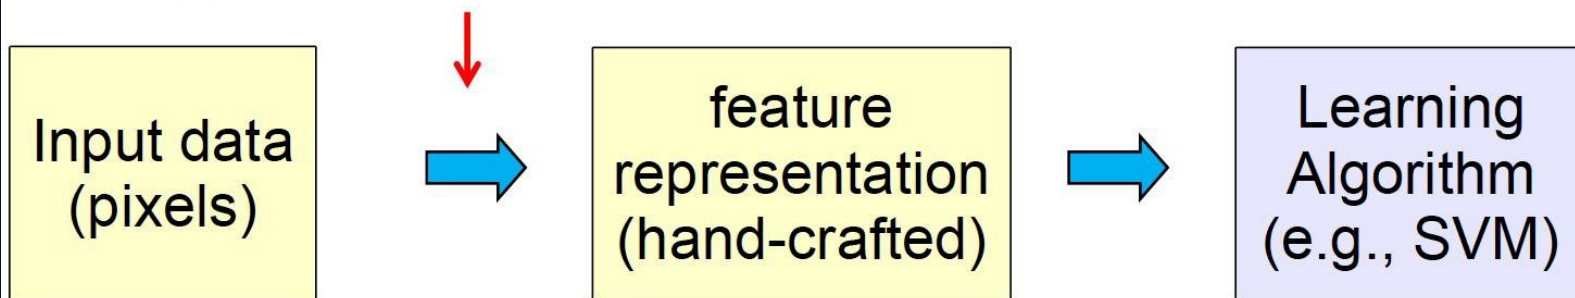 Input data
(pixels)
feature
representation
(hand-crafted)
Learning
Algorithm
(e.g., SVM)